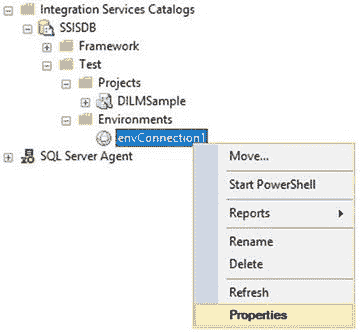 Integration Services Catalogs
SSISDB
Framework
Test
Projects
DILMSample
Environments
envConnection1
SQL Server Agent
Move...
Start PowerShell
Reports
Rename
Delete
Refresh
Properties